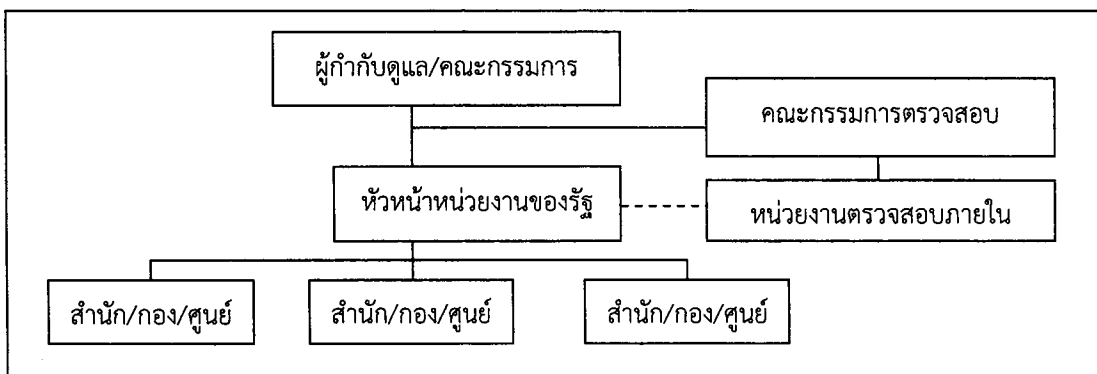 ผู้กำกับดูแล/คณะกรรมการ
คณะกรรมการตรวจสอบ
หัวหน้าหน่วยงานของรัฐ
หน่วยงานตรวจสอบภายใน
สำนัก/กอง/ศูนย์
สำนัก/กอง/ศูนย์
สำนัก/กอง/ศูนย์